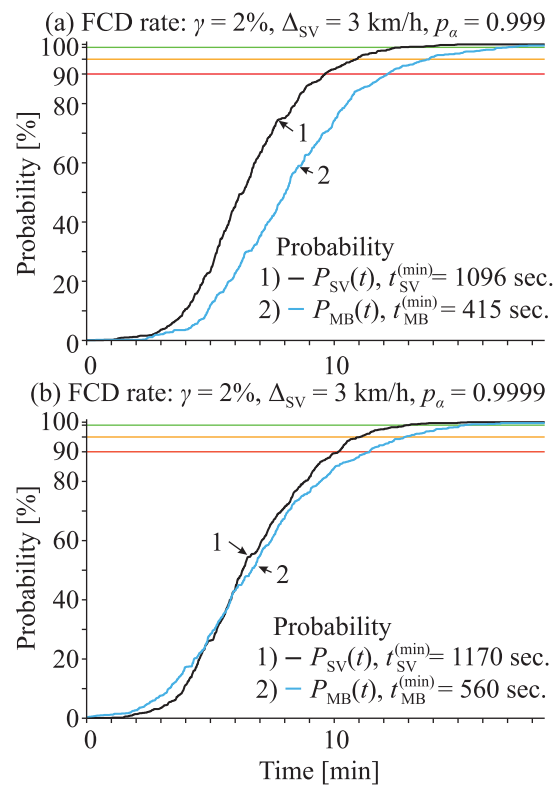 (a) FCD rate: γ = 2%, Δ_SV = 3 km/h, p_α = 0.999
100
90
80
60
40
20
0
Probability [%]
1
2
Probability
1) – P_SV(t), t_SV^(min) = 1096 sec.
2) – P_MB(t), t_MB^(min) = 415 sec.
0
10
(b) FCD rate: γ = 2%, Δ_SV = 3 km/h, p_α = 0.9999
100
90
80
60
40
20
0
Probability [%]
1
2
Probability
1) – P_SV(t), t_SV^(min) = 1170 sec.
2) – P_MB(t), t_MB^(min) = 560 sec.
0
10
Time [min]